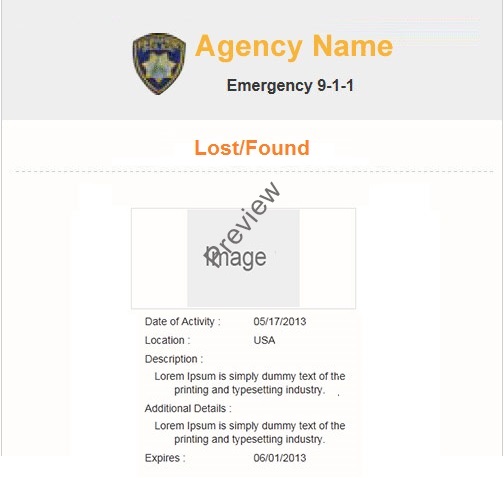 Agency Name
Emergency 9-1-1
Lost/Found
Preview
Image
Date of Activity : 05/17/2013
Location : USA
Description :
Lorem Ipsum is simply dummy text of the
printing and typesetting industry. .
Additional Details :
Lorem Ipsum is simply dummy text of the
printing and typesetting industry.
Expires : 06/01/2013